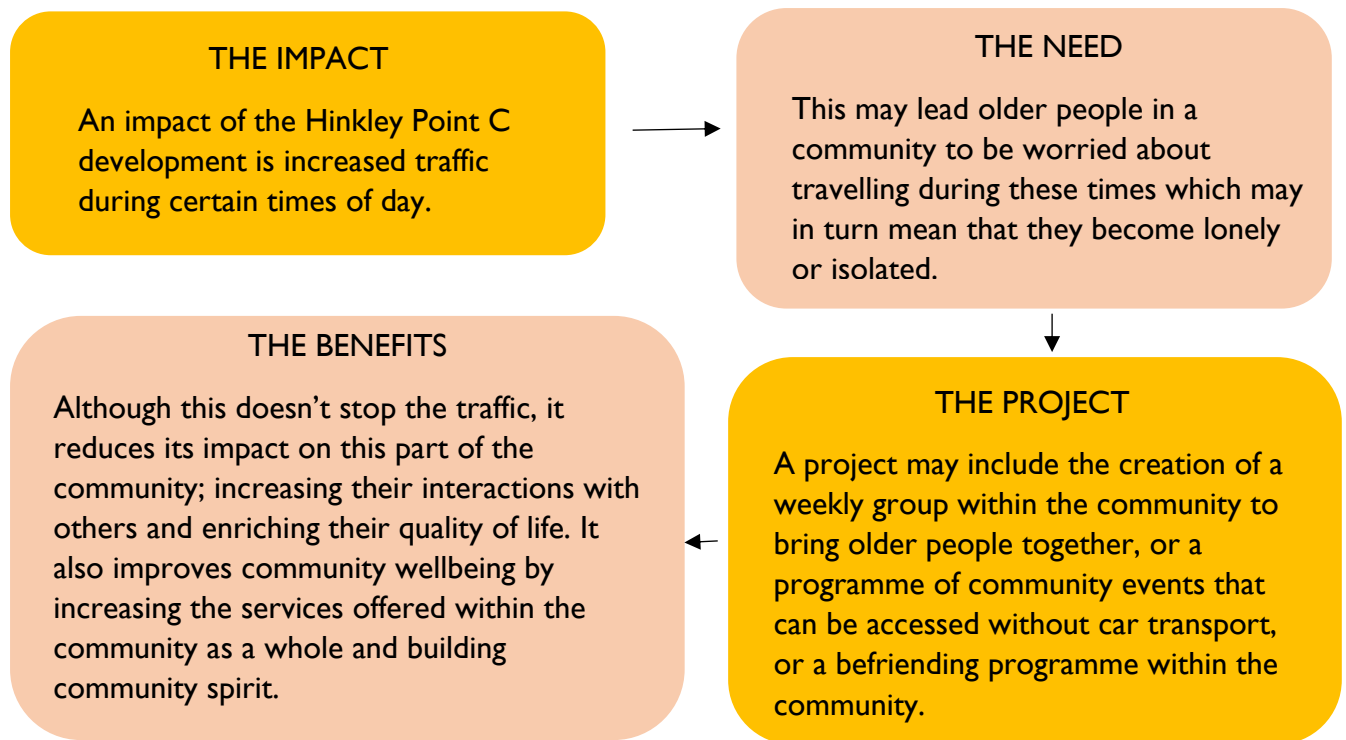 THE IMPACT
An impact of the Hinkley Point C
development is increased traffic
during certain times of day.
THE NEED
This may lead older people in a
community to be worried about
travelling during these times which may
in turn mean that they become lonely
or isolated.
THE PROJECT
A project may include the creation of a
weekly group within the community to
bring older people together, or a
programme of community events that
can be accessed without car transport,
or a befriending programme within the
community.
THE BENEFITS
Although this doesn’t stop the traffic, it
reduces its impact on this part of the
community; increasing their interactions with
others and enriching their quality of life. It
also improves community wellbeing by
increasing the services offered within the
community as a whole and building
community spirit.